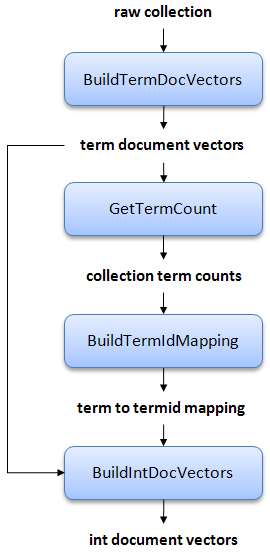 raw collection
BuildTermDocVectors
term document vectors
GetTermCount
collection term counts
BuildTermIdMapping
term to termid mapping
BuildIntDocVectors
int document vectors